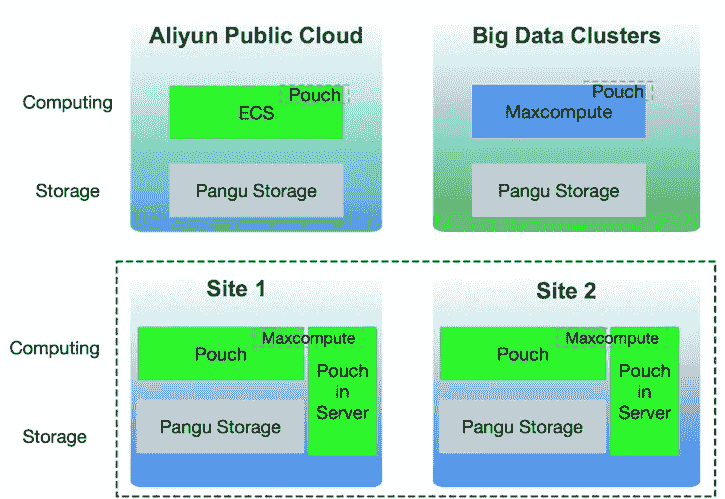 Aliyun Public Cloud
Big Data Clusters
Computing
Pouch
ECS
Pouch
Maxcompute
Storage
Pangu Storage
Pangu Storage
Site 1
Site 2
Computing
Maxcompute
Pouch
Maxcompute
Pouch
Pouch
in
Server
Pouch
in
Server
Storage
Pangu Storage
Pangu Storage